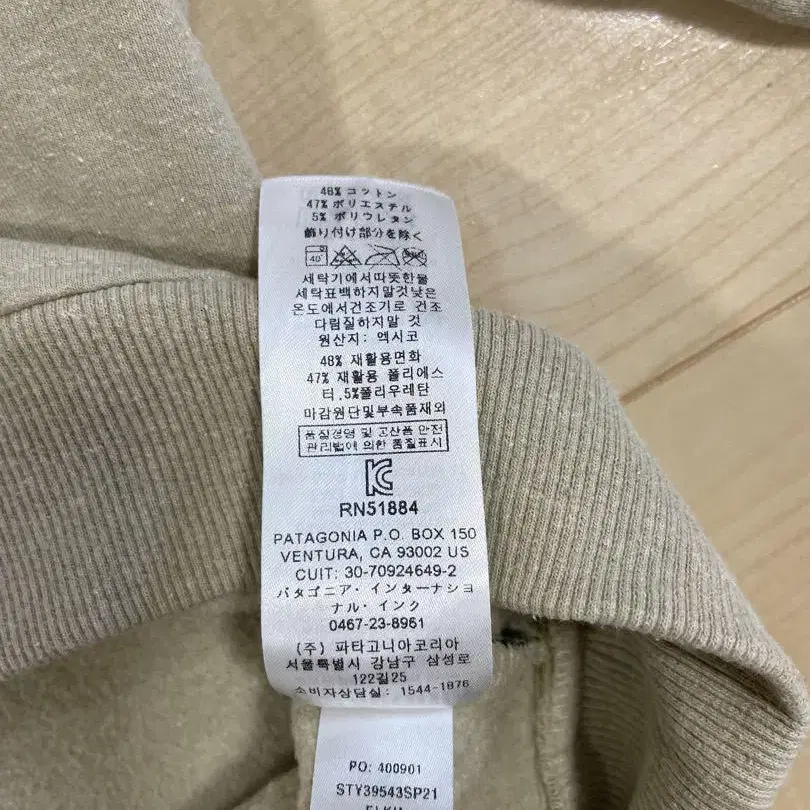 48% コットン
47% ポリエステル
5% ポリウレタン
飾り付け部分を除く
40°
세탁기에서따뜻한물
세탁표백하지말것낮은
온도에서건조기로 건조
다림질하지말 것
원산지: 엑시코
48% 재활용면화
47% 재활용 폴리에스
터 .5%폴리우레탄
마감원단및부속품재외
품질경영 및 공산품 안전
관리법에 의한 품질표시
RN51884
PATAGONIA P.O. BOX 150
VENTURA, CA 93002 US
CUIT: 30-70924649-2
パタゴニア・インターナショ
ナル・インク
0467-23-8961
(주) 파타고니아코리아
서울특별시 강남구 삼성로
122길25
소비자상담실: 1544-1876
PO: 400901
STY39543SP21